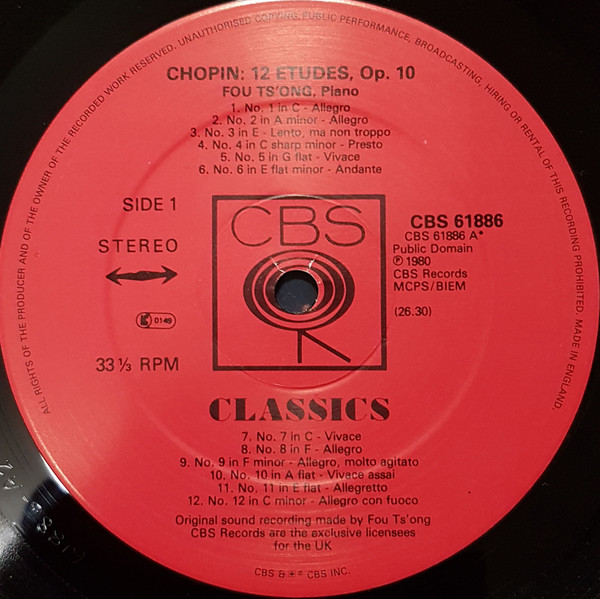 ALL RIGHTS OF THE PRODUCER AND OF THE OWNER OF THE RECORDED WORK RESERVED. UNAUTHORISED COPYING, PUBLIC PERFORMANCE, BROADCASTING, HIRING OR RENTAL OF THIS RECORDING PROHIBITED. MADE IN ENGLAND.
CHOPIN: 12 ETUDES, Op. 10
FOU TS'ONG, Piano
1. No. 1 in C - Allegro
2. No. 2 in A minor - Allegro
3. No. 3 in E - Lento, ma non troppo
4. No. 4 in C sharp minor - Presto
5. No. 5 in G flat - Vivace
6. No. 6 in E flat minor - Andante
SIDE 1
STEREO
0149
33⅓ RPM
CBS
CBS 61886
CBS 61886 A*
Public Domain
℗ 1980
CBS Records
MCPS/BIEM
(26.30)
CLASSICS
7. No. 7 in C - Vivace
8. No. 8 in F - Allegro
9. No. 9 in F minor - Allegro, molto agitato
10. No. 10 in A flat - Vivace assai
11. No. 11 in E flat - Allegretto
12. No. 12 in C minor - Allegro con fuoco
Original sound recording made by Fou Ts'ong
CBS Records are the exclusive licensees
for the UK
CBS & CBS INC.